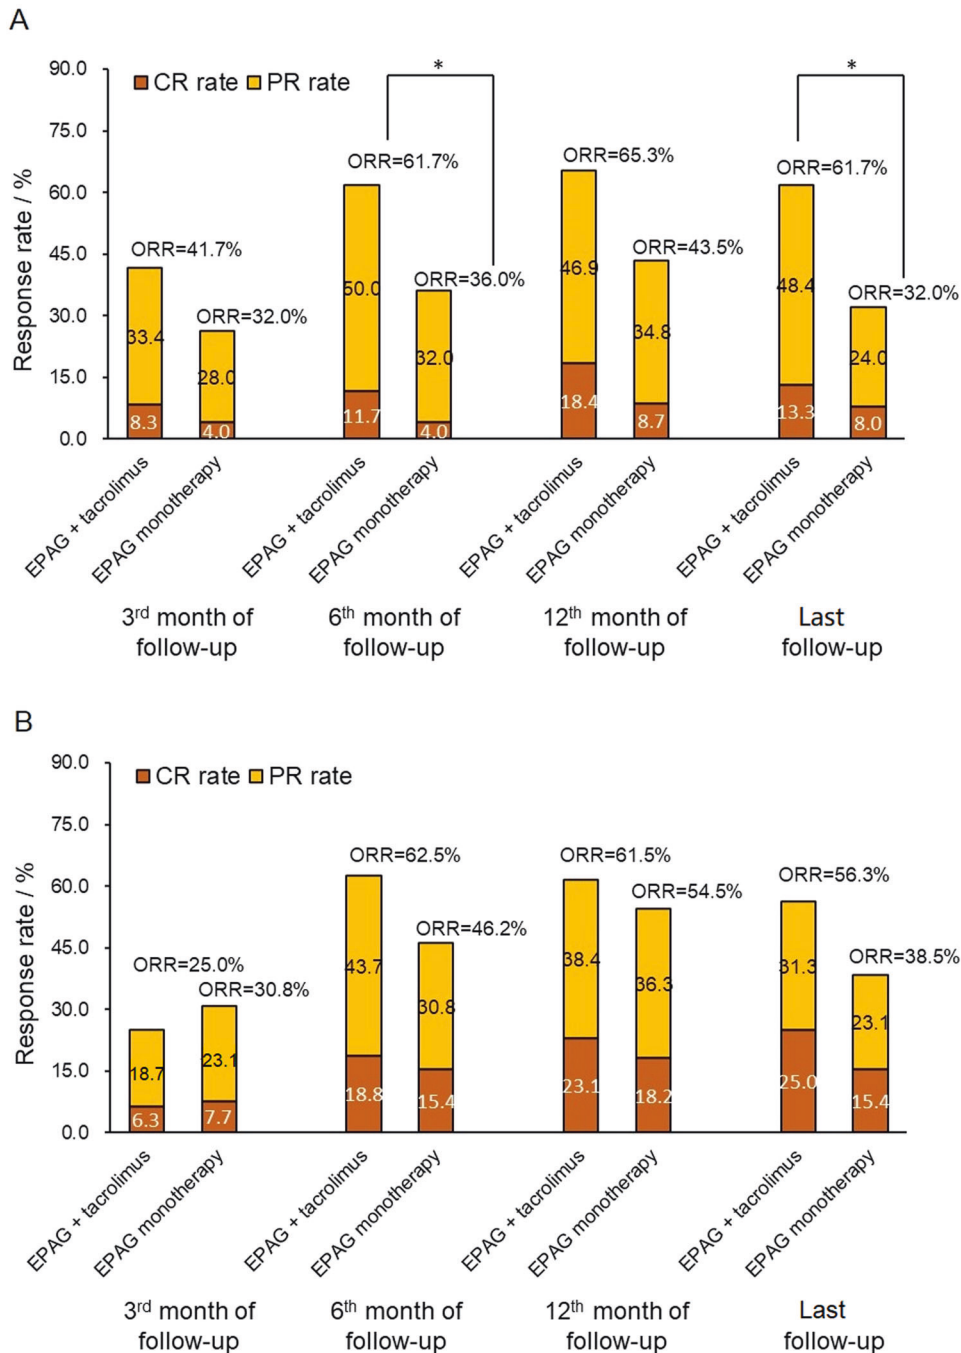 A
90.0
75.0
60.0
45.0
30.0
15.0
0.0
Response rate / %
CR rate PR rate
*
*
ORR=41.7%
ORR=32.0%
ORR=61.7%
ORR=36.0%
ORR=65.3%
ORR=43.5%
ORR=61.7%
ORR=32.0%
33.4
8.3
28.0
4.0
50.0
11.7
32.0
4.0
46.9
18.4
34.8
8.7
48.4
13.3
24.0
8.0
EPAG + tacrolimus
EPAG monotherapy
EPAG + tacrolimus
EPAG monotherapy
EPAG + tacrolimus
EPAG monotherapy
EPAG + tacrolimus
EPAG monotherapy
3rd month of
follow-up
6th month of
follow-up
12th month of
follow-up
Last
follow-up
B
90.0
75.0
60.0
45.0
30.0
15.0
0.0
Response rate / %
CR rate PR rate
ORR=25.0%
ORR=30.8%
ORR=62.5%
ORR=46.2%
ORR=61.5%
ORR=54.5%
ORR=56.3%
ORR=38.5%
18.7
6.3
23.1
7.7
43.7
18.8
30.8
15.4
38.4
23.1
36.3
18.2
31.3
25.0
23.1
15.4
EPAG + tacrolimus
EPAG monotherapy
EPAG + tacrolimus
EPAG monotherapy
EPAG + tacrolimus
EPAG monotherapy
EPAG + tacrolimus
EPAG monotherapy
3rd month of
follow-up
6th month of
follow-up
12th month of
follow-up
Last
follow-up